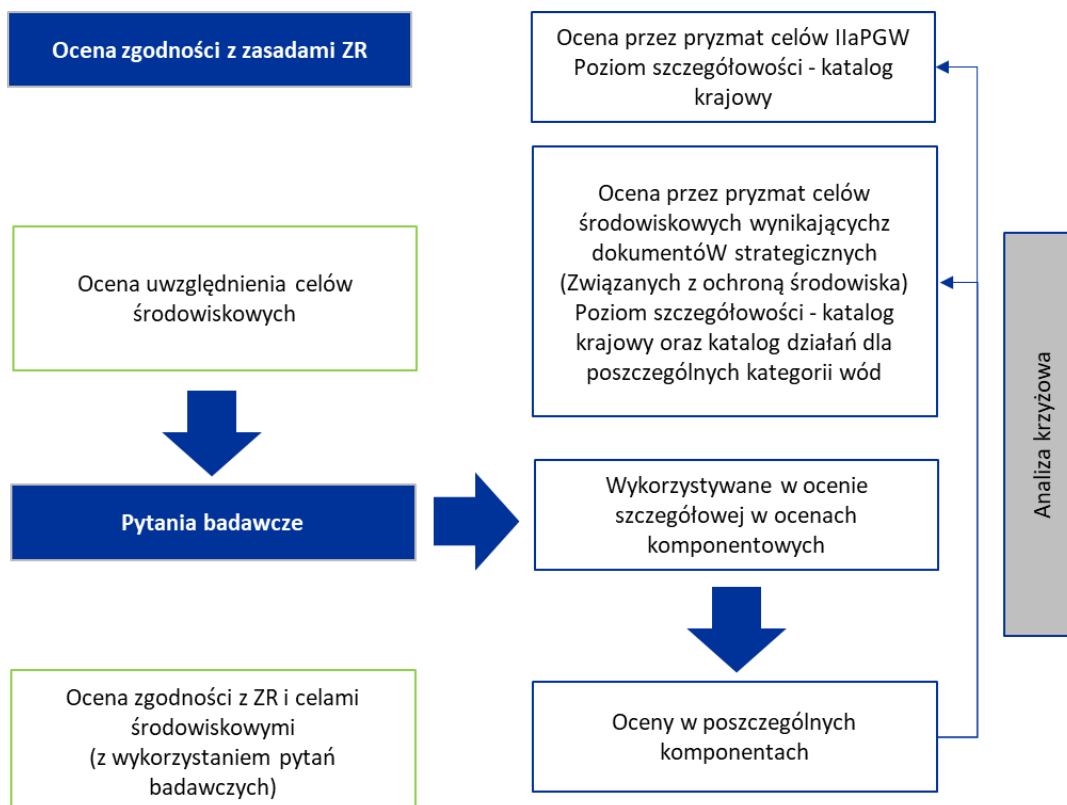 Ocena zgodności z zasadami ZR
Ocena przez pryzmat celów IIaPGW
Poziom szczegółowości - katalog
krajowy
Ocena uwzględnienia celów
środowiskowych
Ocena przez pryzmat celów
środowiskowych wynikającychz
dokumentóW strategicznych
(Związanych z ochroną środowiska)
Poziom szczegółowości - katalog
krajowy oraz katalog działań dla
poszczególnych kategorii wód
Analiza krzyżowa
Pytania badawcze
Wykorzystywane w ocenie
szczegółowej w ocenach
komponentowych
Ocena zgodności z ZR i celami
środowiskowymi
(z wykorzystaniem pytań
badawczych)
Oceny w poszczególnych
komponentach